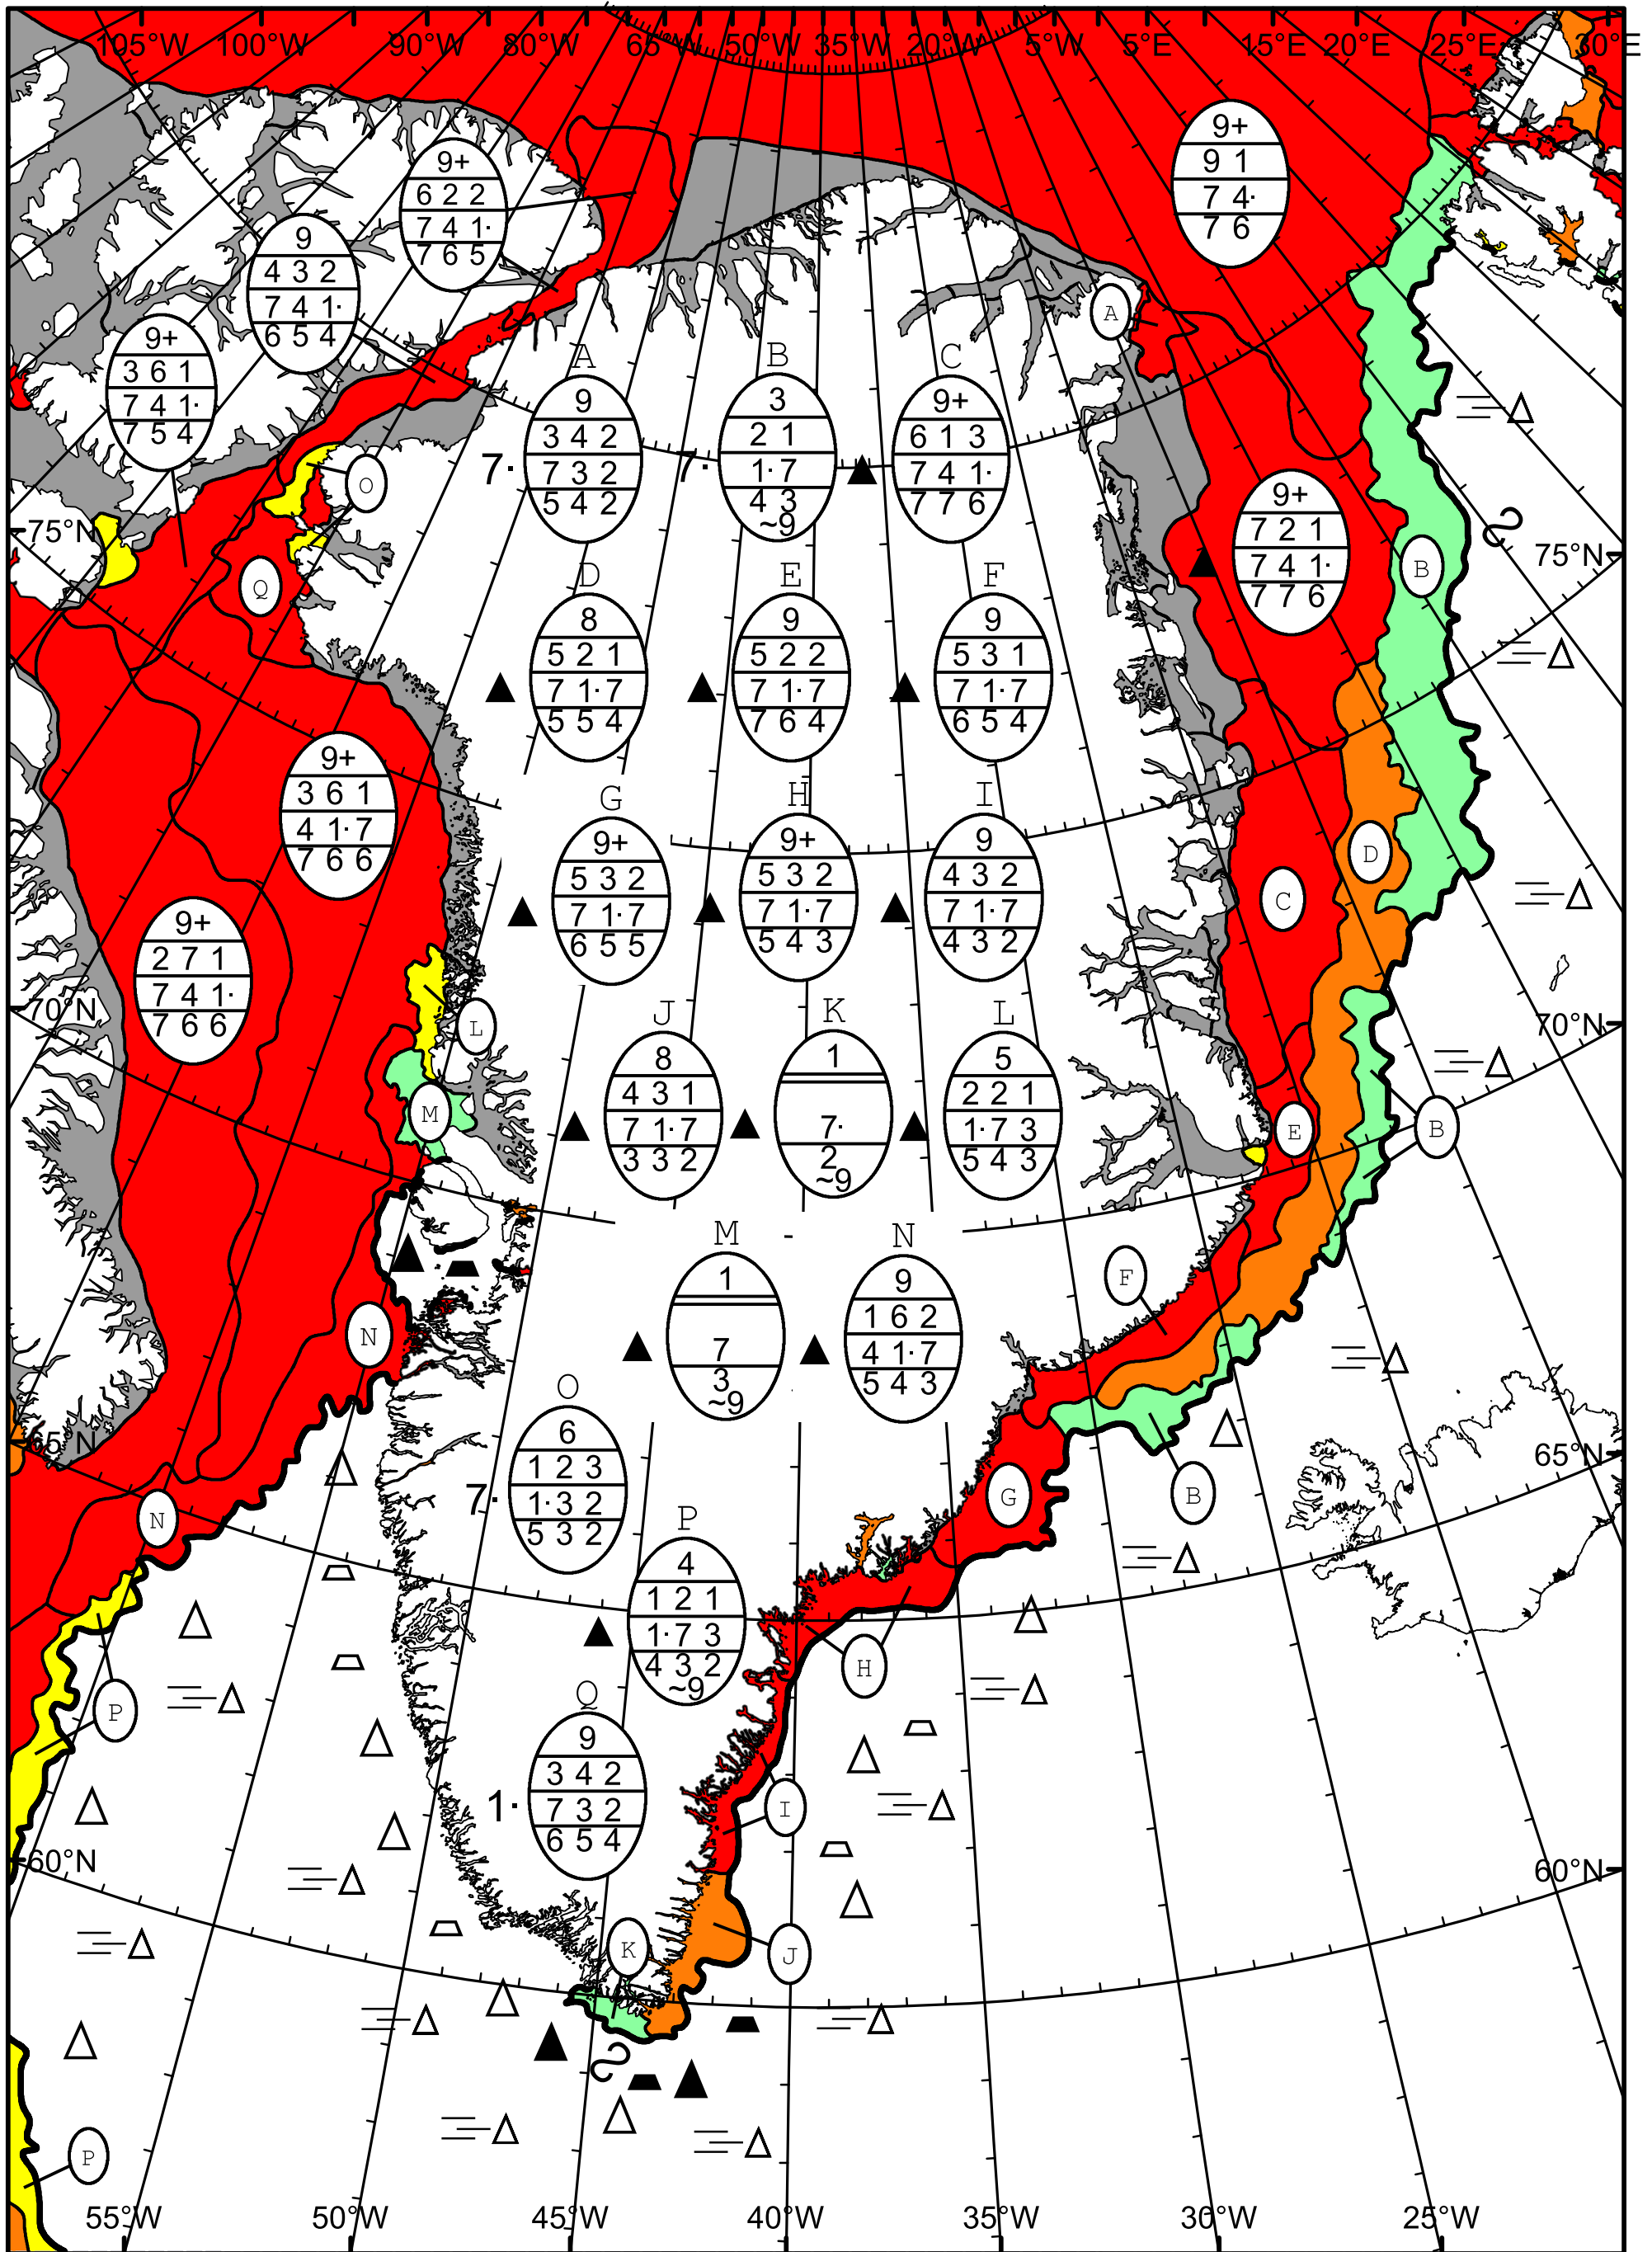 105°W 100°W 90°W 80°W 65°W 50°W 35°W 20°W 5°W 5°E 15°E 20°E 25°E 30°E
9+
9 1
7 4·
7 6
9+
6 2 2
7 4 1·
7 6 5
9
4 3 2
7 4 1·
6 5 4
9+
3 6 1
7 4 1·
7 5 4
A
A
9
3 4 2
7· 7 3 2
5 4 2
B
3
2 1
7· 1·7
4 3
~9
C
9+
6 1 3
7 4 1·
7 7 6
O
9+
7 2 1
7 4 1·
7 7 6
75°N
75°N
Q
B
D
8
5 2 1
7 1·7
5 5 4
E
9
5 2 2
7 1·7
7 6 4
F
9
5 3 1
7 1·7
6 5 4
9+
3 6 1
4 1·7
7 6 6
G
9+
5 3 2
7 1·7
6 5 5
H
9+
5 3 2
7 1·7
5 4 3
I
9
4 3 2
7 1·7
4 3 2
D
C
9+
2 7 1
7 4 1·
7 6 6
70°N
70°N
L
M
J
8
4 3 1
7 1·7
3 3 2
K
1
7·
2
~9
L
5
2 2 1
1·7 3
5 4 3
E
B
M
-
1
7
3
~9
N
9
1 6 2
4 1·7
5 4 3
F
N
O
6
1 2 3
7· 1·3 2
5 3 2
65°N
65°N
G
B
N
P
4
1 2 1
1·7 3
4 3 2
~9
H
P
Q
9
3 4 2
1· 7 3 2
6 5 4
I
60°N
60°N
K
J
P
55°W 50°W 45°W 40°W 35°W 30°W 25°W